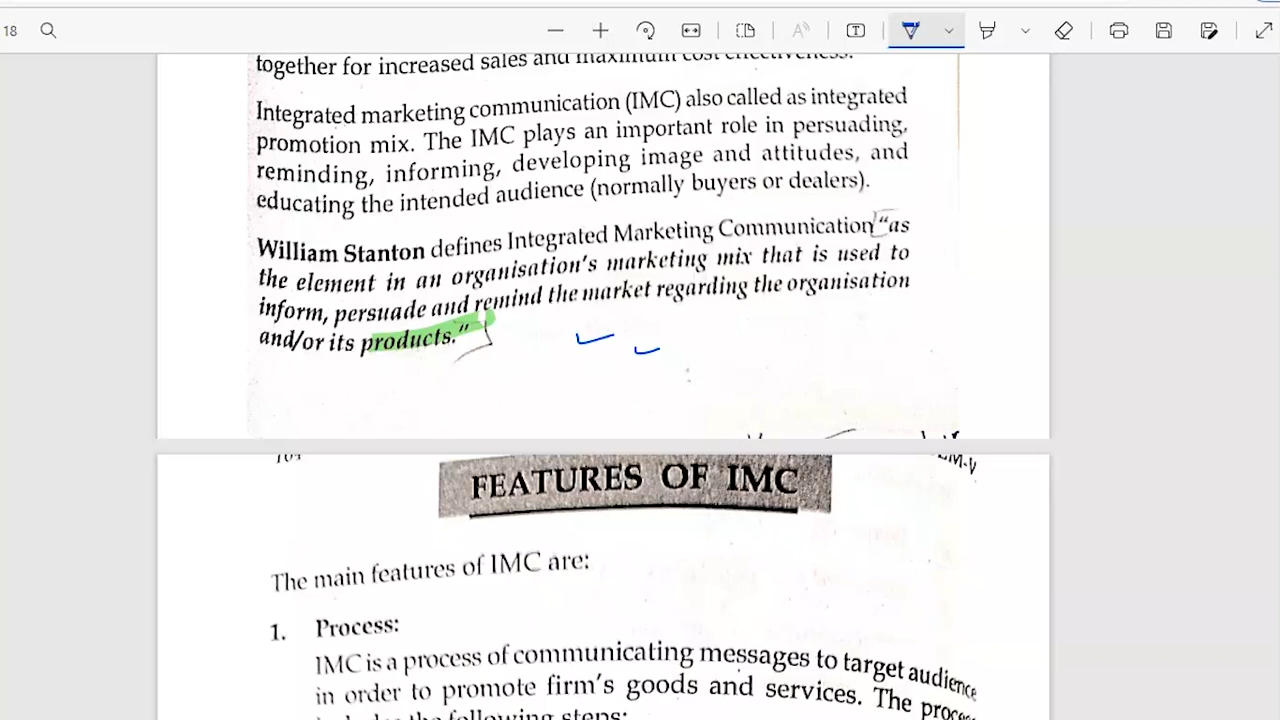 18
together for increased sales and maximum cost effectiveness.
Integrated marketing communication (IMC) also called as integrated
promotion mix. The IMC plays an important role in persuading,
reminding, informing, developing image and attitudes, and
educating the intended audience (normally buyers or dealers).
William Stanton defines Integrated Marketing Communication "as
the element in an organisation's marketing mix that is used to
inform, persuade and remind the market regarding the organisation
and/or its products."
FEATURES OF IMC
The main features of IMC are:
1. Process:
IMC is a process of communicating messages to target audience
in order to promote firm's goods and services. The process
the following steps: